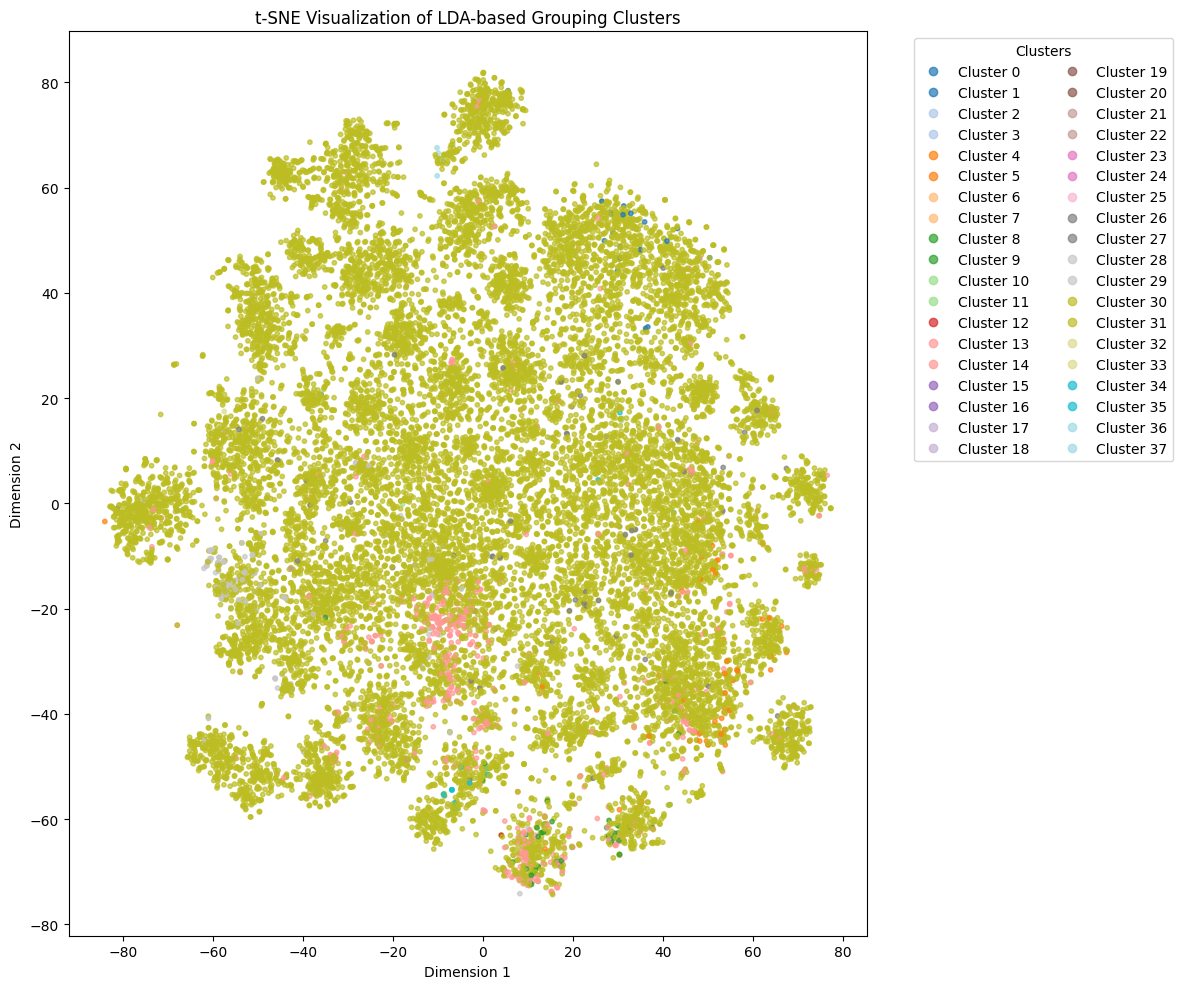 t-SNE Visualization of LDA-based Grouping Clusters
Clusters
Cluster 0
Cluster 1
Cluster 2
Cluster 3
Cluster 4
Cluster 5
Cluster 6
Cluster 7
Cluster 8
Cluster 9
Cluster 10
Cluster 11
Cluster 12
Cluster 13
Cluster 14
Cluster 15
Cluster 16
Cluster 17
Cluster 18
Cluster 19
Cluster 20
Cluster 21
Cluster 22
Cluster 23
Cluster 24
Cluster 25
Cluster 26
Cluster 27
Cluster 28
Cluster 29
Cluster 30
Cluster 31
Cluster 32
Cluster 33
Cluster 34
Cluster 35
Cluster 36
Cluster 37
Dimension 2
80
60
40
20
0
−20
−40
−60
−80
−80 −60 −40 −20 0 20 40 60 80
Dimension 1